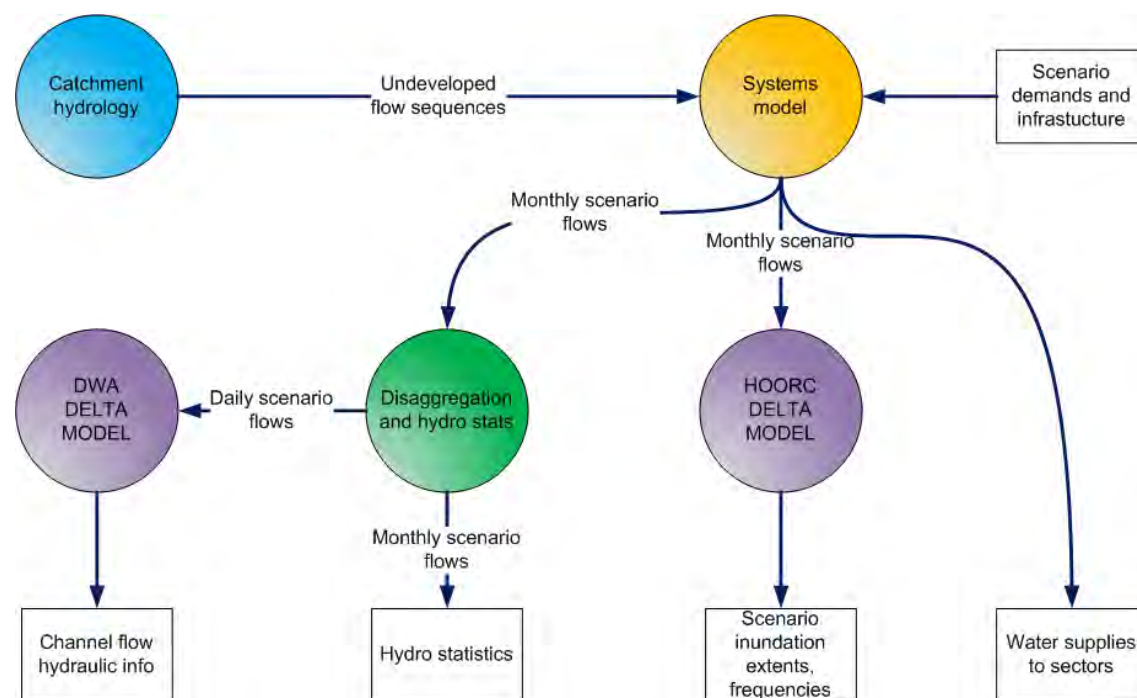 Catchment
hydrology
Undeveloped
flow sequences
Systems
model
Scenario
demands and
infrastucture
Monthly scenario
flows
Monthly scenario
flows
DWA
DELTA
MODEL
Daily scenario
flows
Disaggregation
and hydro stats
HOORC
DELTA
MODEL
Monthly scenario
flows
Channel flow
hydraulic info
Hydro statistics
Scenario
inundation
extents,
frequencies
Water supplies
to sectors